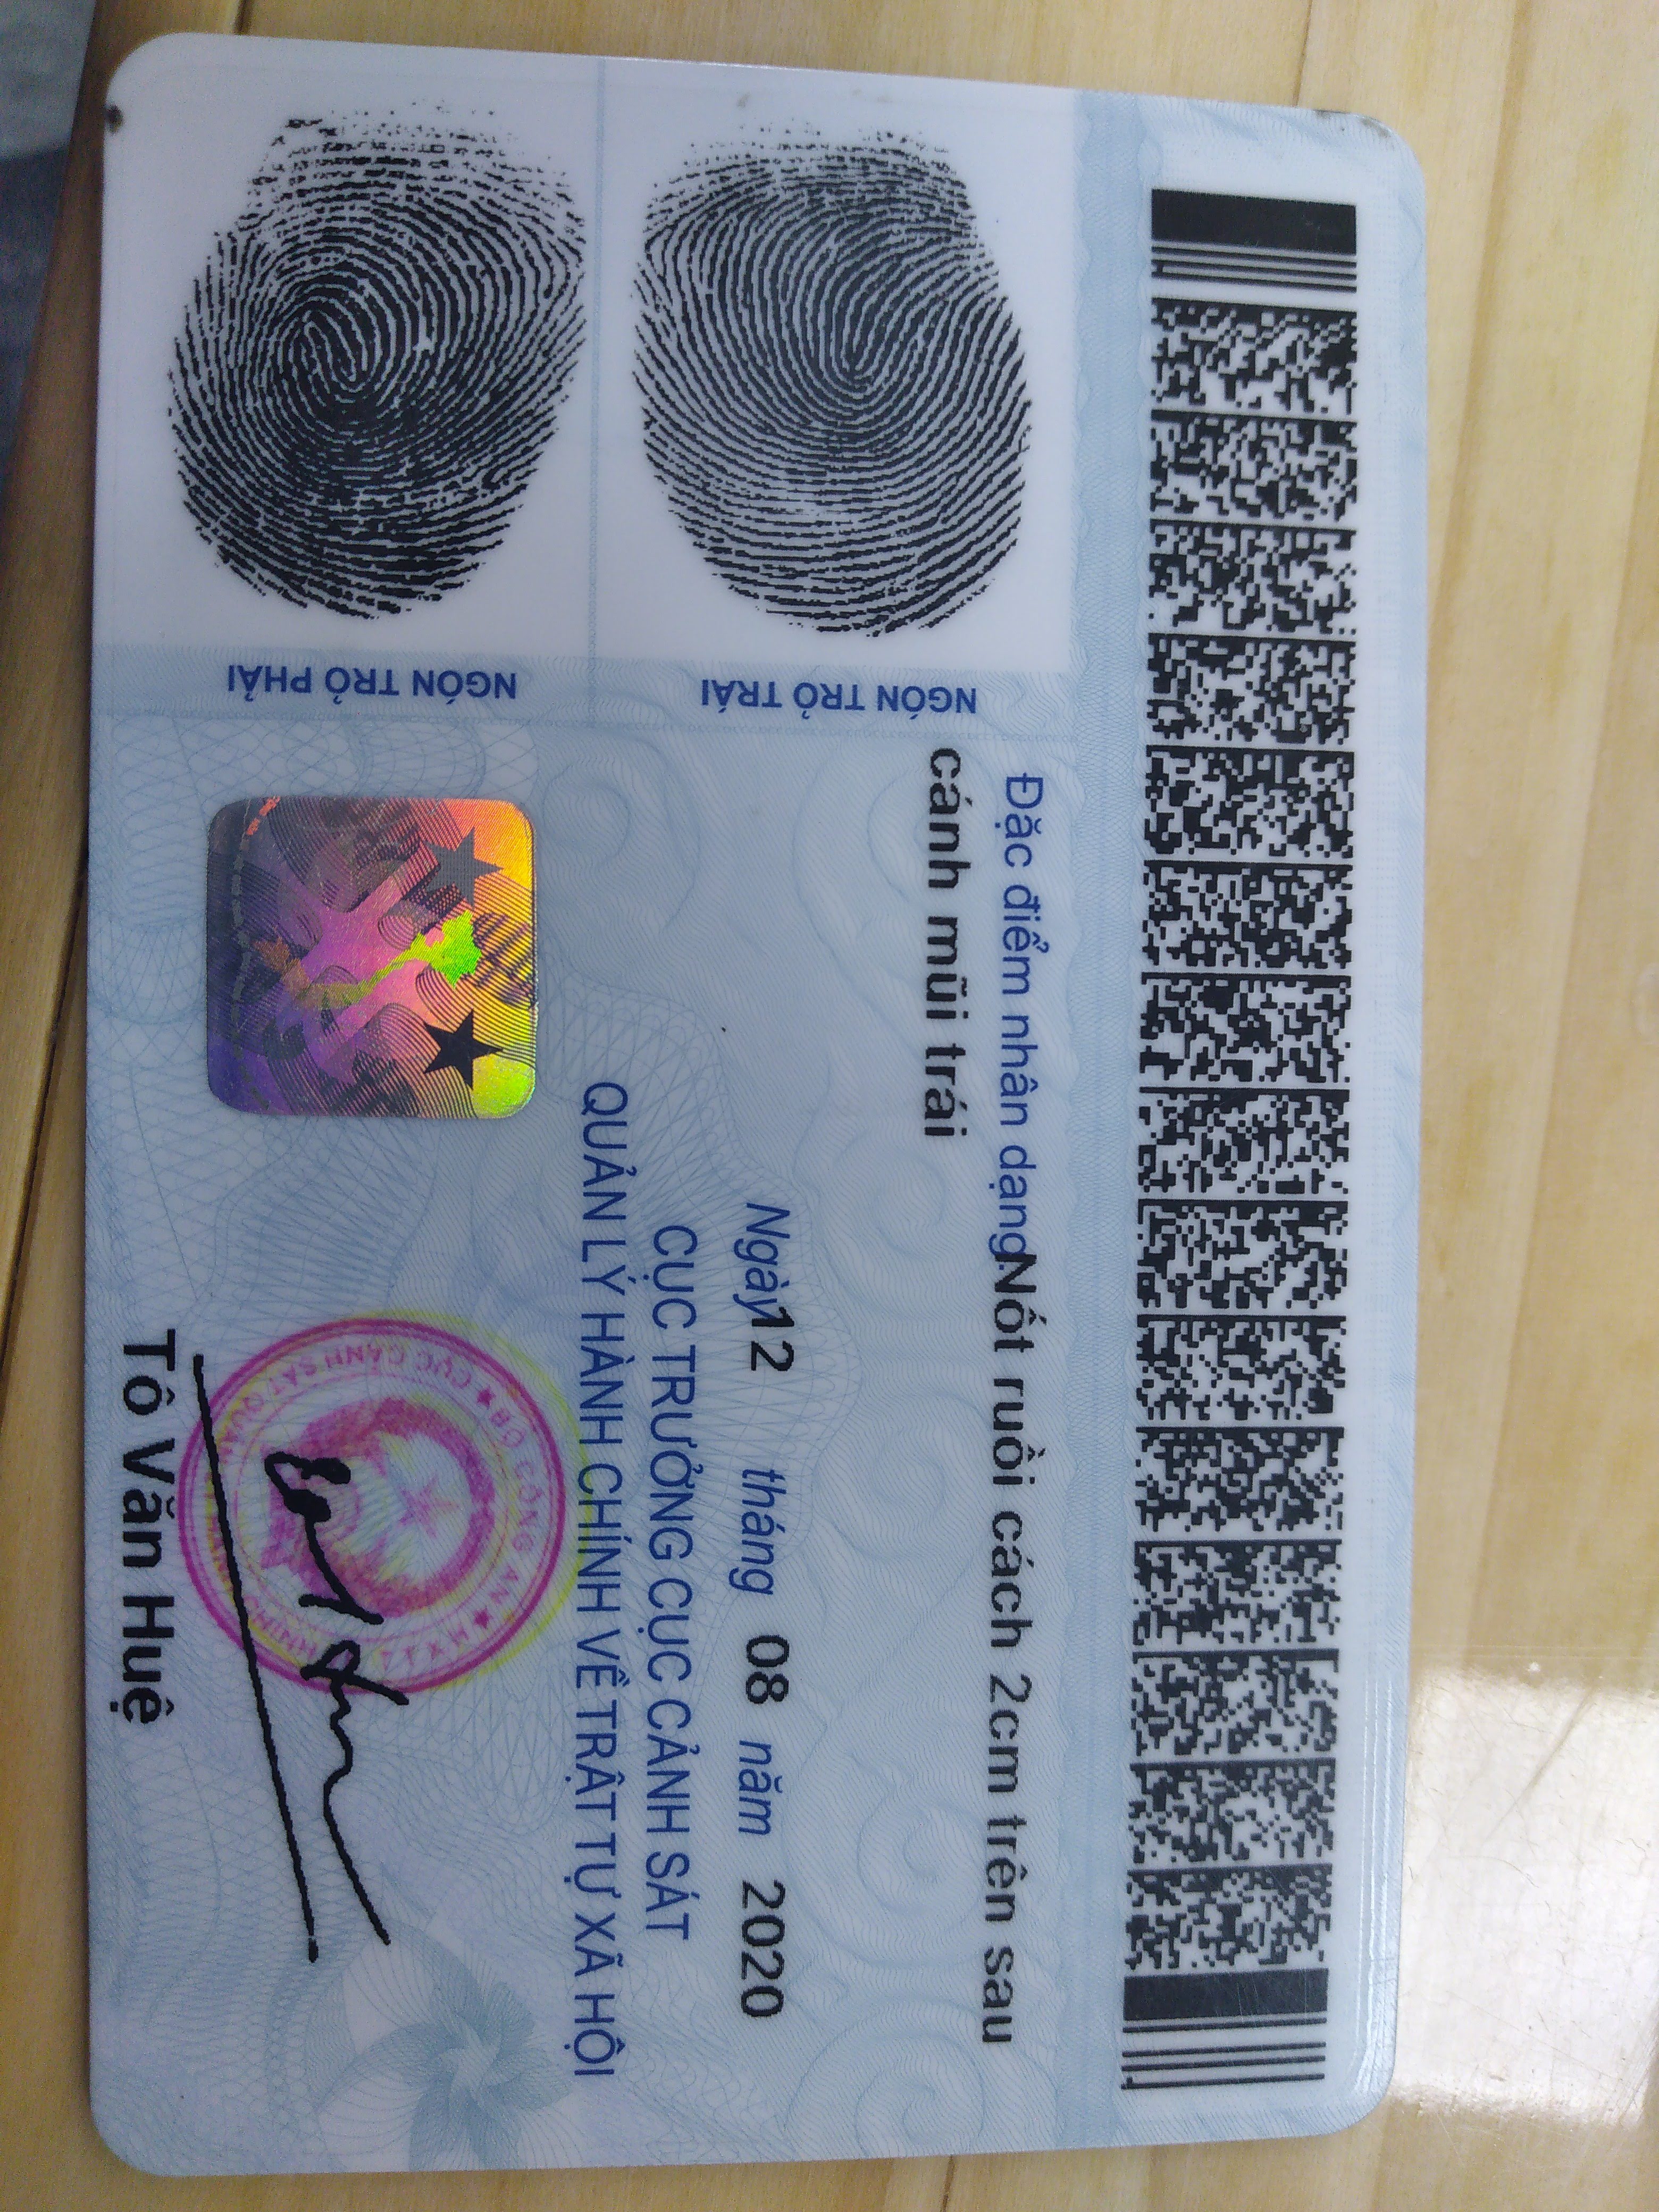 Đặc điểm nhân dạng: Nốt ruồi cách 2cm trên sau
cánh mũi trái
NGÓN TRỎ TRÁI
NGÓN TRỎ PHẢI
Ngày 12 tháng 08 năm 2020
CỤC TRƯỞNG CỤC CẢNH SÁT
QUẢN LÝ HÀNH CHÍNH VỀ TRẬT TỰ XÃ HỘI
BỘ CÔNG AN
CỤC CẢNH SÁT
Tô Văn Huệ